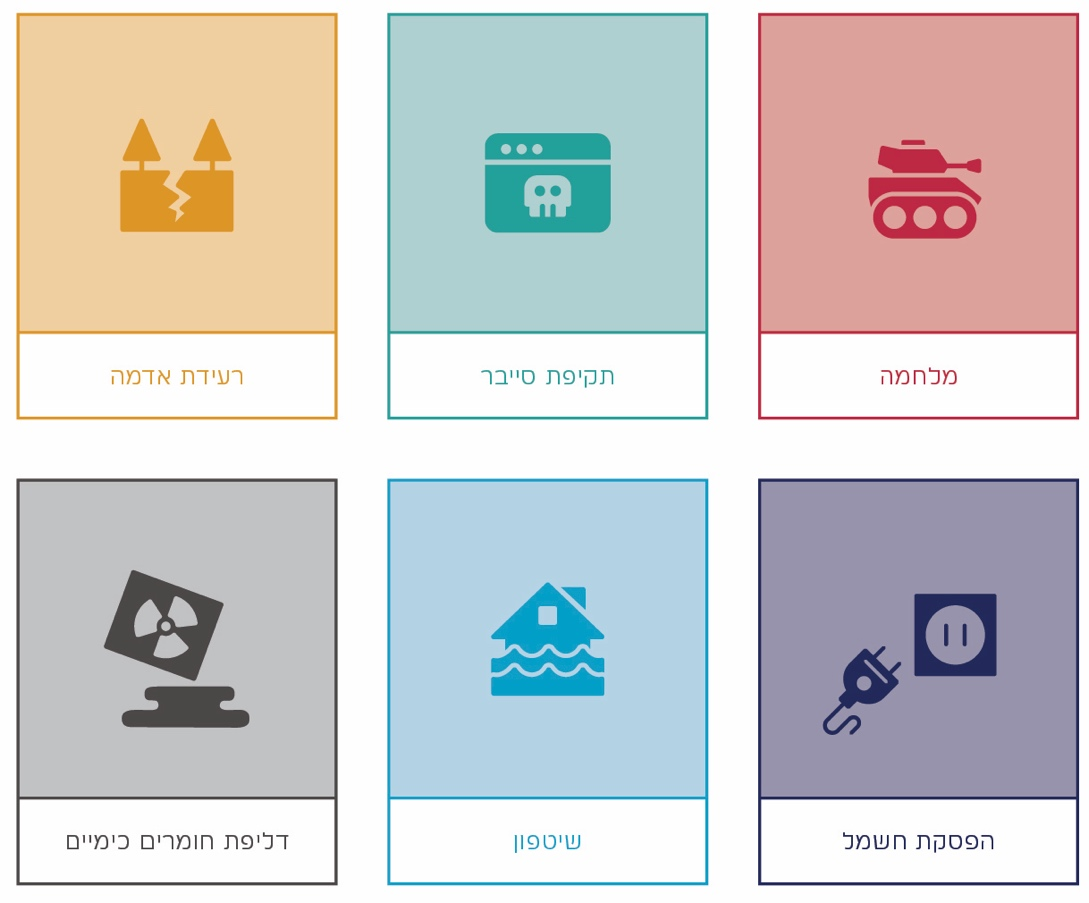 מלחמה
תקיפת סייבר
רעידת אדמה
הפסקת חשמל
שיטפון
דליפת חומרים כימיים